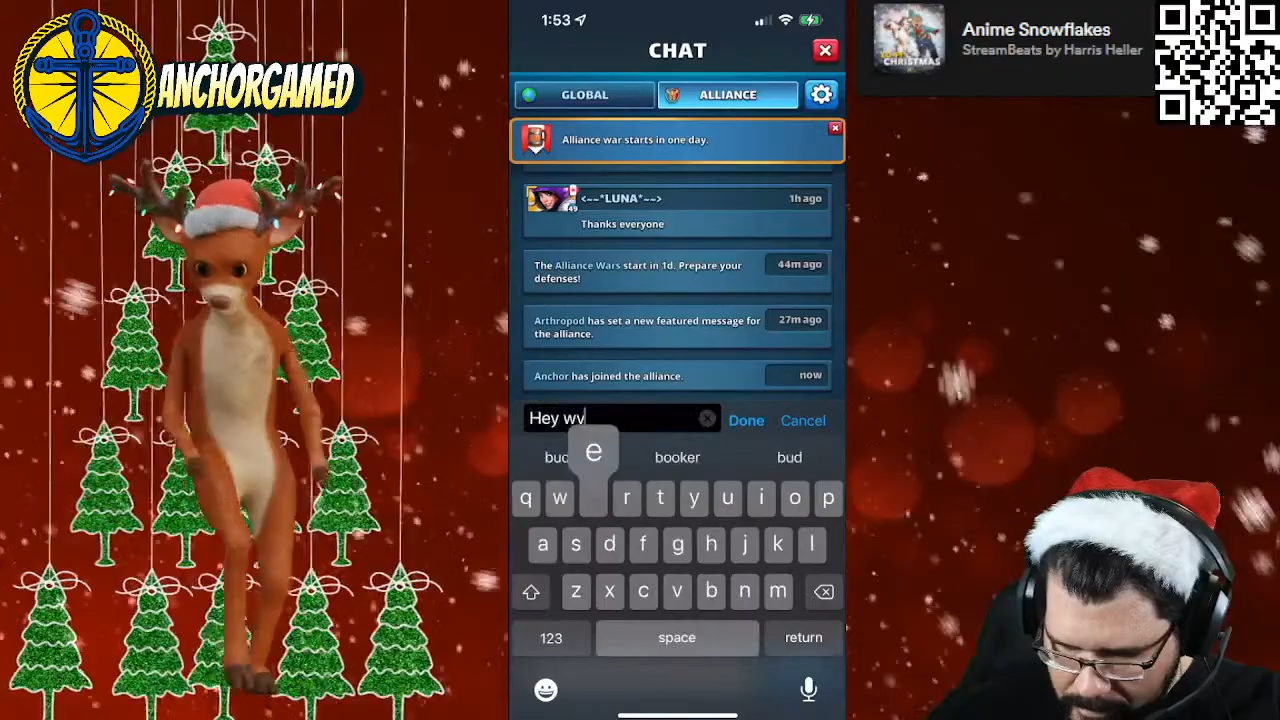 ANCHORGAMED
1:53
CHAT
GLOBAL
ALLIANCE
Alliance war starts in one day.
<~~*LUNA*~~>
1h ago
49
Thanks everyone
The Alliance Wars start in 1d. Prepare your
defenses!
44m ago
Arthropod has set a new featured message for
the alliance.
27m ago
Anchor has joined the alliance.
now
Hey wv
Done
Cancel
booker
bud
e
q w r t y u i o p
a s d f g h j k l
z x c v b n m
123
space
return
Anime Snowflakes
StreamBeats by Harris Heller
CHRISTMAS